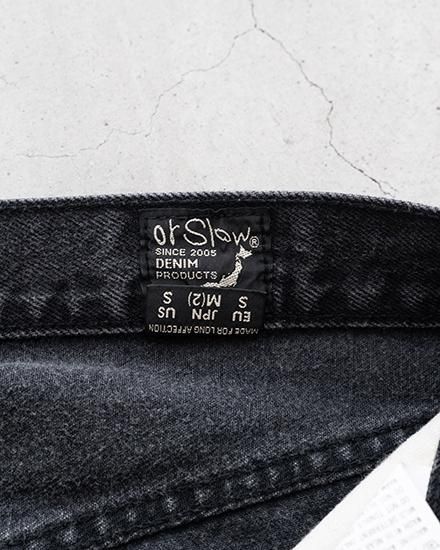 orSlow®
SINCE 2005
DENIM
PRODUCTS
MADE FOR LONG AFFECTION
EU JPN US
S M(2) S